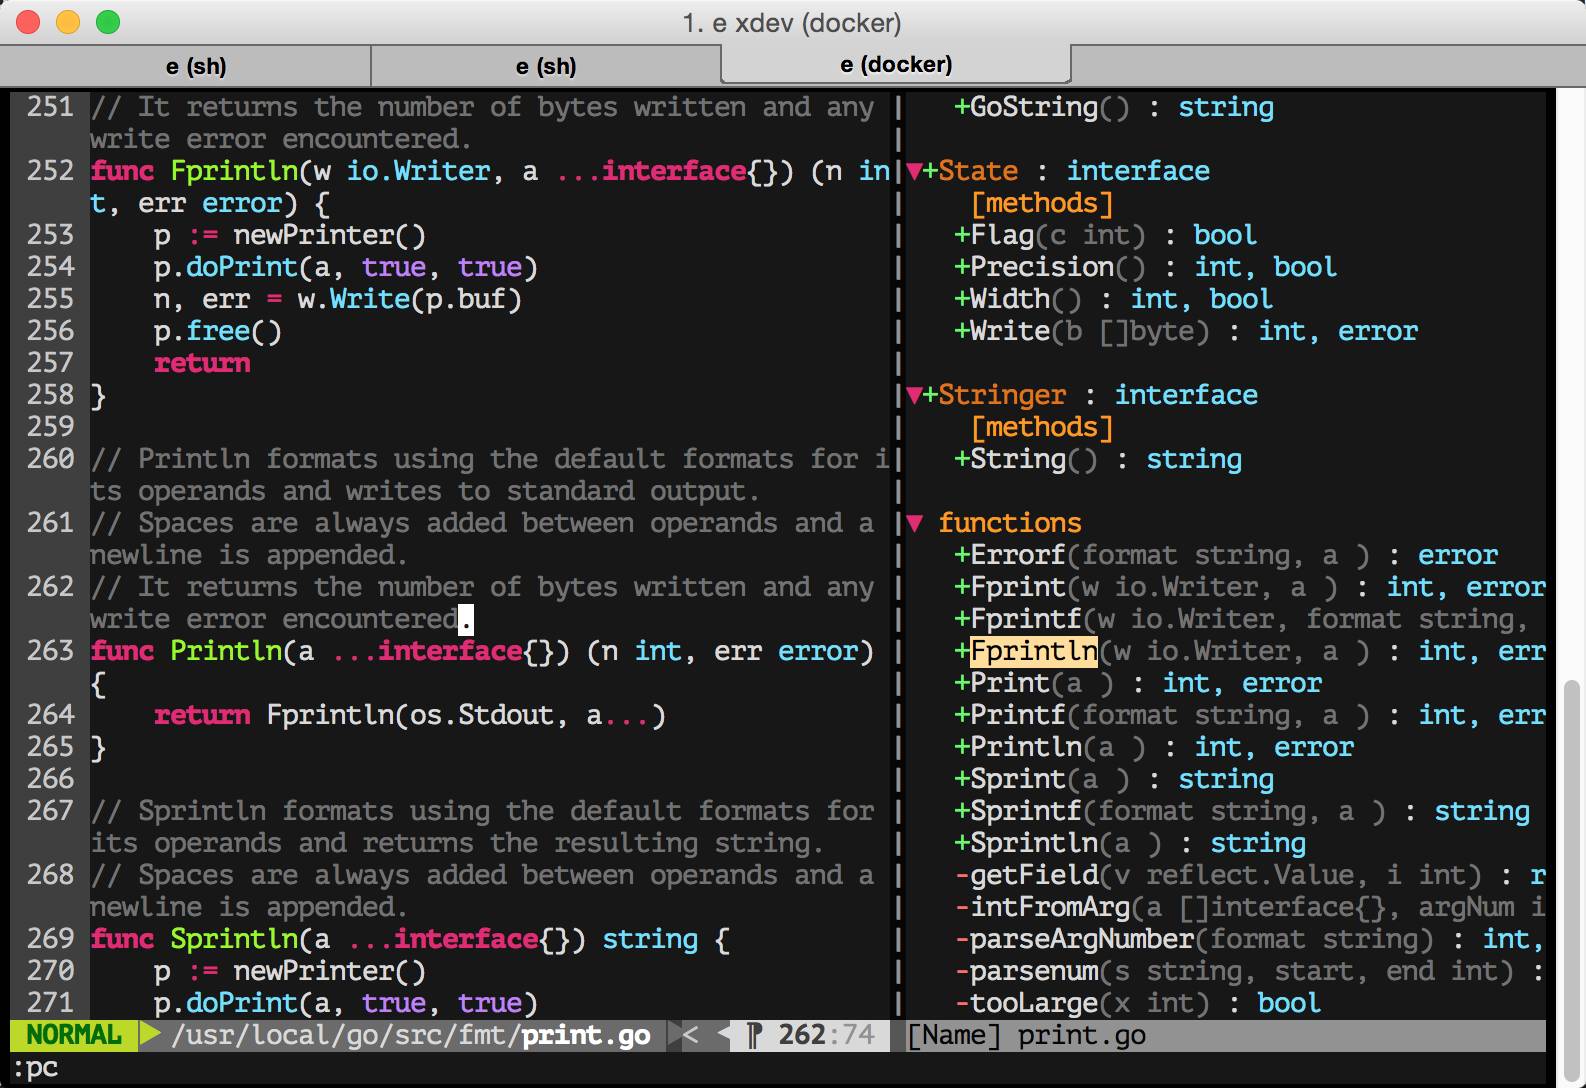 1. e xdev (docker)
e (sh)
e (sh)
e (docker)
251 // It returns the number of bytes written and any
write error encountered.
252 func Fprintln(w io.Writer, a ...interface{}) (n in
t, err error) {
253     p := newPrinter()
254     p.doPrint(a, true, true)
255     n, err = w.Write(p.buf)
256     p.free()
257     return
258 }
259
260 // Println formats using the default formats for i
ts operands and writes to standard output.
261 // Spaces are always added between operands and a
newline is appended.
262 // It returns the number of bytes written and any
write error encountered.
263 func Println(a ...interface{}) (n int, err error)
{
264     return Fprintln(os.Stdout, a...)
265 }
266
267 // Sprintln formats using the default formats for
its operands and returns the resulting string.
268 // Spaces are always added between operands and a
newline is appended.
269 func Sprintln(a ...interface{}) string {
270     p := newPrinter()
271     p.doPrint(a, true, true)
NORMAL /usr/local/go/src/fmt/print.go < ¶ 262:74
:pc
+GoString() : string
▼+State : interface
[methods]
+Flag(c int) : bool
+Precision() : int, bool
+Width() : int, bool
+Write(b []byte) : int, error
▼+Stringer : interface
[methods]
+String() : string
▼ functions
+Errorf(format string, a ) : error
+Fprint(w io.Writer, a ) : int, error
+Fprintf(w io.Writer, format string,
+Fprintln(w io.Writer, a ) : int, err
+Print(a ) : int, error
+Printf(format string, a ) : int, err
+Println(a ) : int, error
+Sprint(a ) : string
+Sprintf(format string, a ) : string
+Sprintln(a ) : string
-getField(v reflect.Value, i int) : r
-intFromArg(a []interface{}, argNum i
-parseArgNumber(format string) : int,
-parsenum(s string, start, end int) :
-tooLarge(x int) : bool
[Name] print.go